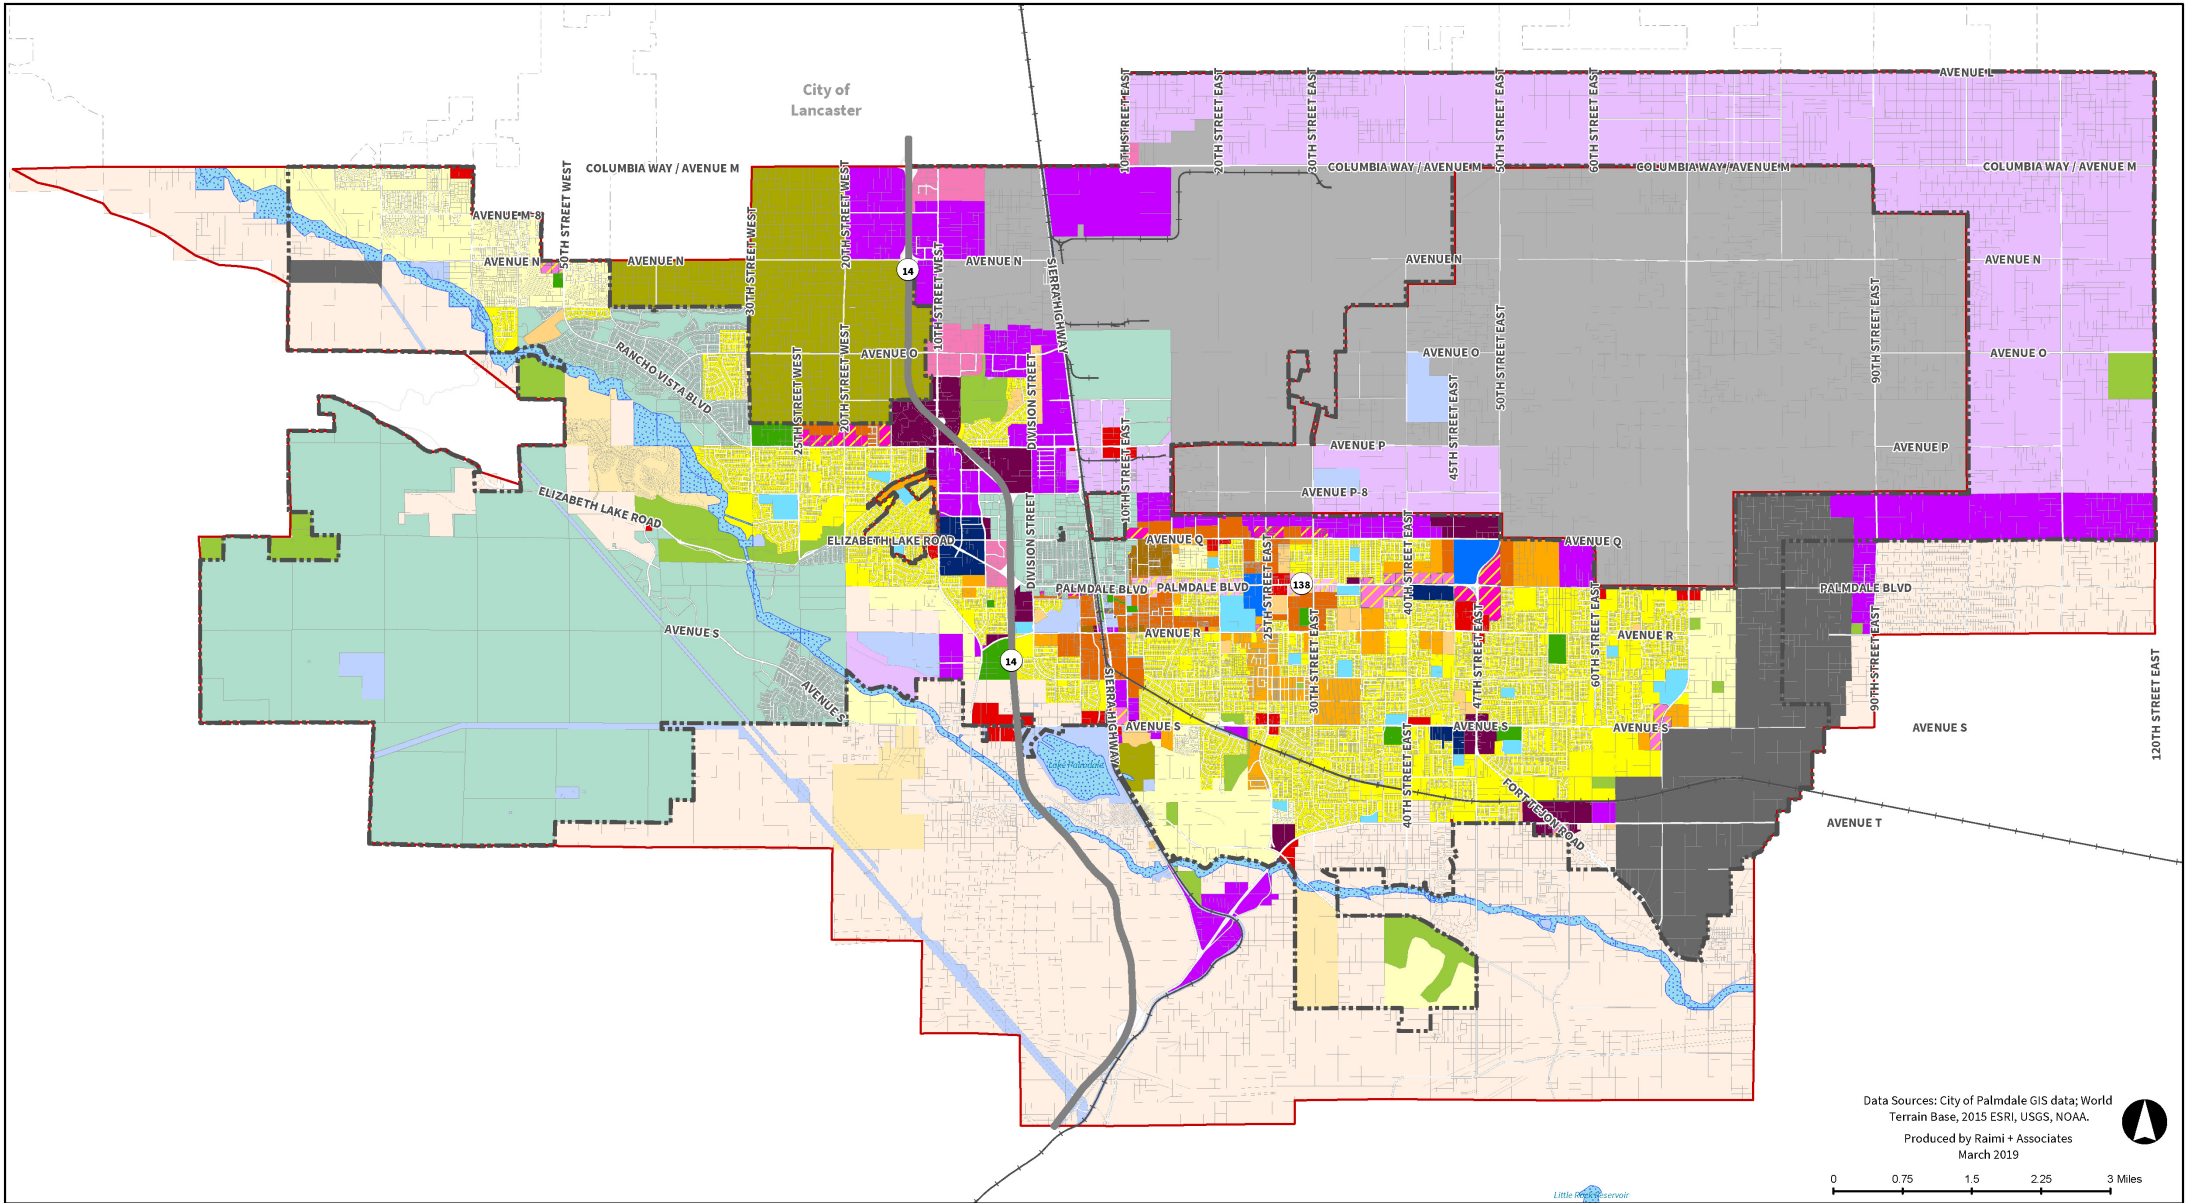 AVENUE L
City of
Lancaster
10TH STREET EAST
20TH STREET EAST
30TH STREET EAST
50TH STREET EAST
60TH STREET EAST
COLUMBIA WAY / AVENUE M
COLUMBIA WAY / AVENUE M
COLUMBIA WAY / AVENUE M
COLUMBIA WAY / AVENUE M
50TH STREET WEST
20TH STREET WEST
30TH STREET WEST
AVENUE M-8
AVENUE N
AVENUE N
14
10TH STREET WEST
AVENUE N
SIERRA HIGHWAY
AVENUE N
AVENUE N
50TH STREET EAST
90TH STREET EAST
RANCHO VISTA BLVD
25TH STREET WEST
20TH STREET WEST
AVENUE O
DIVISION STREET
AVENUE O
45TH STREET EAST
AVENUE O
10TH STREET EAST
AVENUE P
AVENUE P
AVENUE P-8
ELIZABETH LAKE ROAD
ELIZABETH LAKE ROAD
DIVISION STREET
AVENUE Q
25TH STREET EAST
40TH STREET EAST
AVENUE Q
PALMDALE BLVD
PALMDALE BLVD
138
60TH STREET EAST
PALMDALE BLVD
AVENUE S
AVENUE R
30TH STREET EAST
47TH STREET EAST
AVENUE R
90TH STREET EAST
14
SIERRA HIGHWAY
AVENUE S
AVENUE S
40TH STREET EAST
AVENUE S
AVENUE S
AVENUE S
120TH STREET EAST
Lake Palmdale
FORT TEJON ROAD
AVENUE T
Data Sources: City of Palmdale GIS data; World
Terrain Base, 2015 ESRI, USGS, NOAA.
Produced by Raimi + Associates
March 2019
0 0.75 1.5 2.25 3 Miles
Little Rock Reservoir